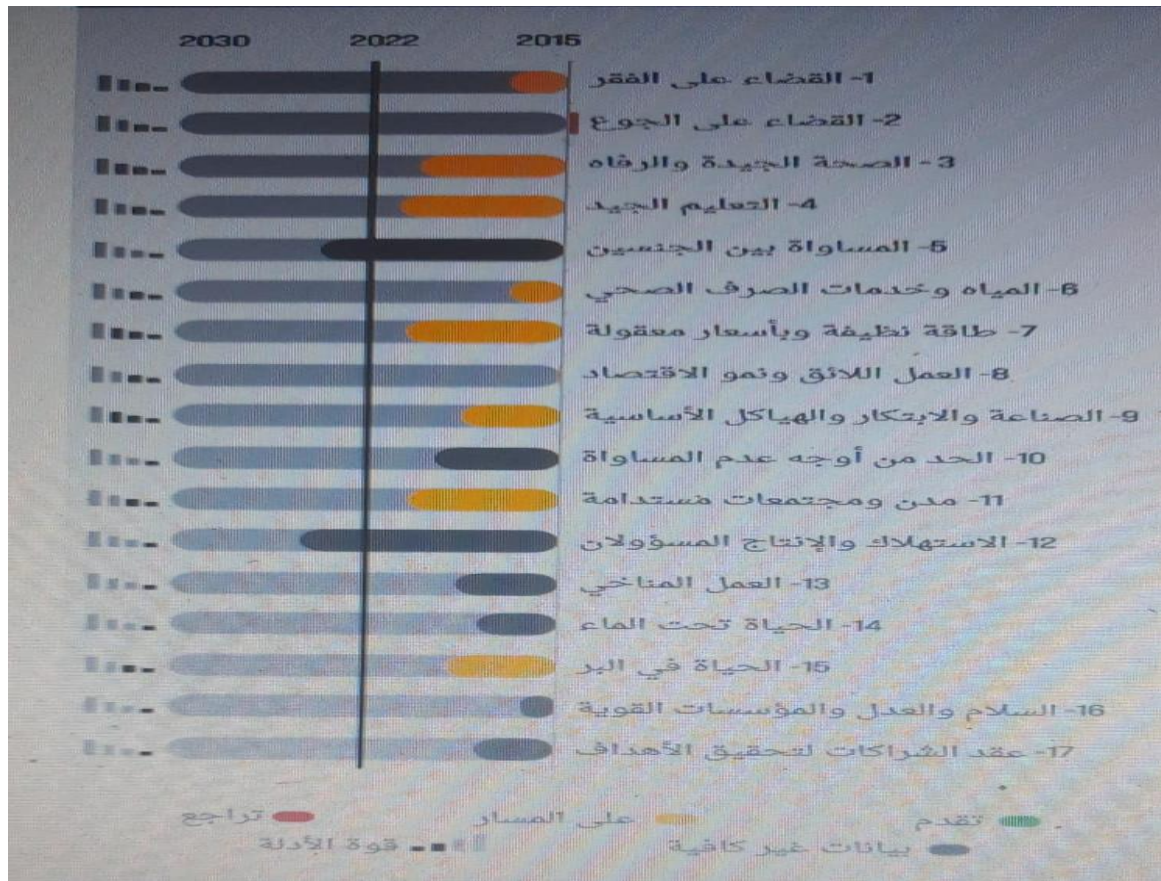 2015 2022 2030
1- القضاء على الفقر
2- القضاء على الجوع
3- الصحة الجيدة والرفاه
4- التعليم الجيد
5- المساواة بين الجنسين
6- المياه وخدمات الصرف الصحي
7- طاقة نظيفة وبأسعار معقولة
8- العمل اللائق ونمو الاقتصاد
9- الصناعة والابتكار والهياكل الأساسية
10- الحد من أوجه عدم المساواة
11- مدن ومجتمعات مستدامة
12- الاستهلاك والإنتاج المسؤولان
13- العمل المناخي
14- الحياة تحت الماء
15- الحياة في البر
16- السلام والعدل والمؤسسات القوية
17- عقد الشراكات لتحقيق الأهداف
تقدم على المسار تراجع
بيانات غير كافية قوة الأدلة